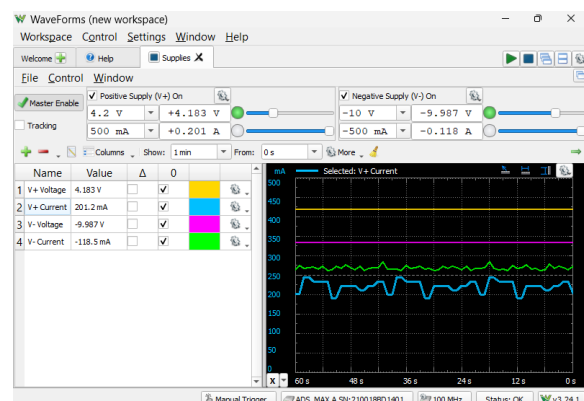 WaveForms (new workspace)
Workspace Control Settings Window Help
Welcome Help Supplies X
File Control Window
Master Enable
Positive Supply (V+) On
4.2 V +4.183 V
500 mA +0.201 A
Negative Supply (V-) On
-10 V -9.987 V
-500 mA -0.118 A
Tracking
Columns Show: 1 min From: 0 s More
Name Value Δ 0
1 V+ Voltage 4.183 V
2 V+ Current 201.2 mA
3 V- Voltage -9.987 V
4 V- Current -118.5 mA
mA Selected: V+ Current
500
450
400
350
300
250
200
150
100
50
0
X 60 s 48 s 36 s 24 s 12 s 0 s
Manual Trigger ADS_MAX A SN:210018BD1401 100 MHz Status: OK v3.24.1